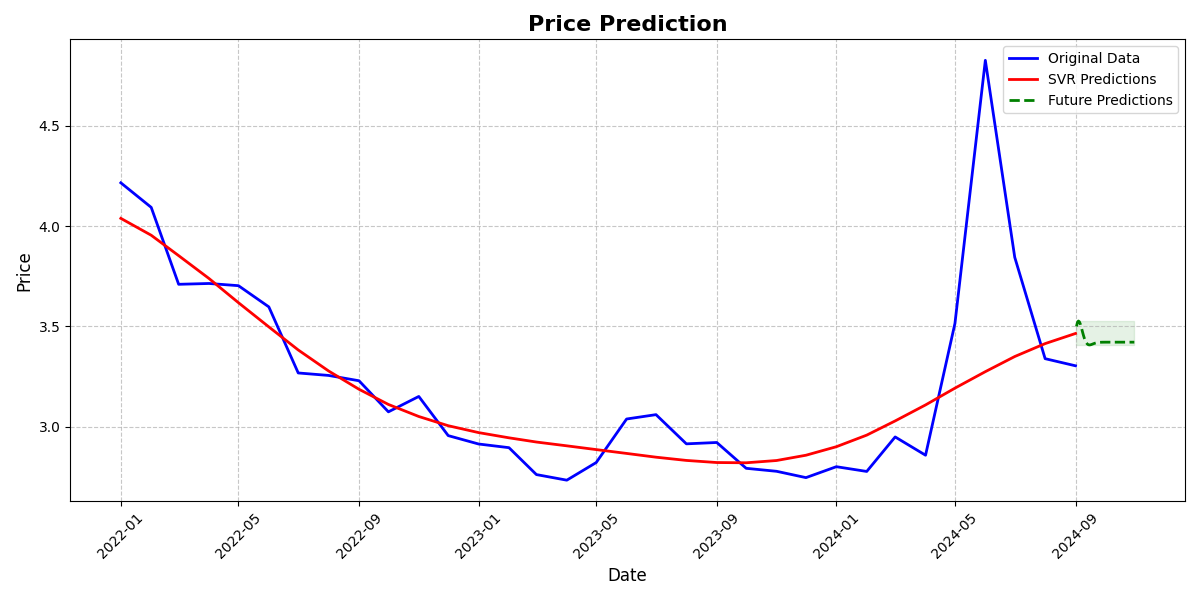 Price Prediction
Original Data
SVR Predictions
Future Predictions
Price
4.5
4.0
3.5
3.0
2022-01
2022-05
2022-09
2023-01
2023-05
2023-09
2024-01
2024-05
2024-09
Date